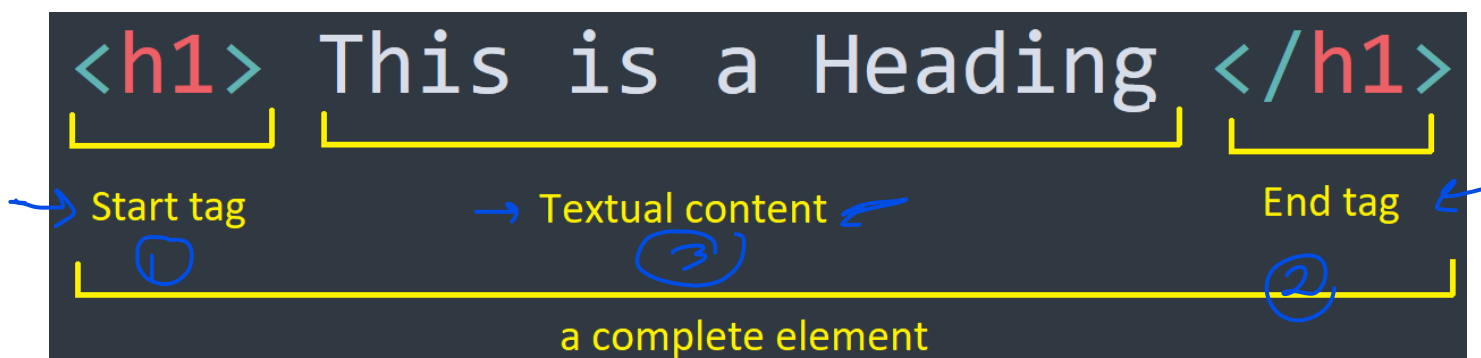 <h1> This is a Heading </h1>
Start tag Textual content End tag
1 3 2
a complete element